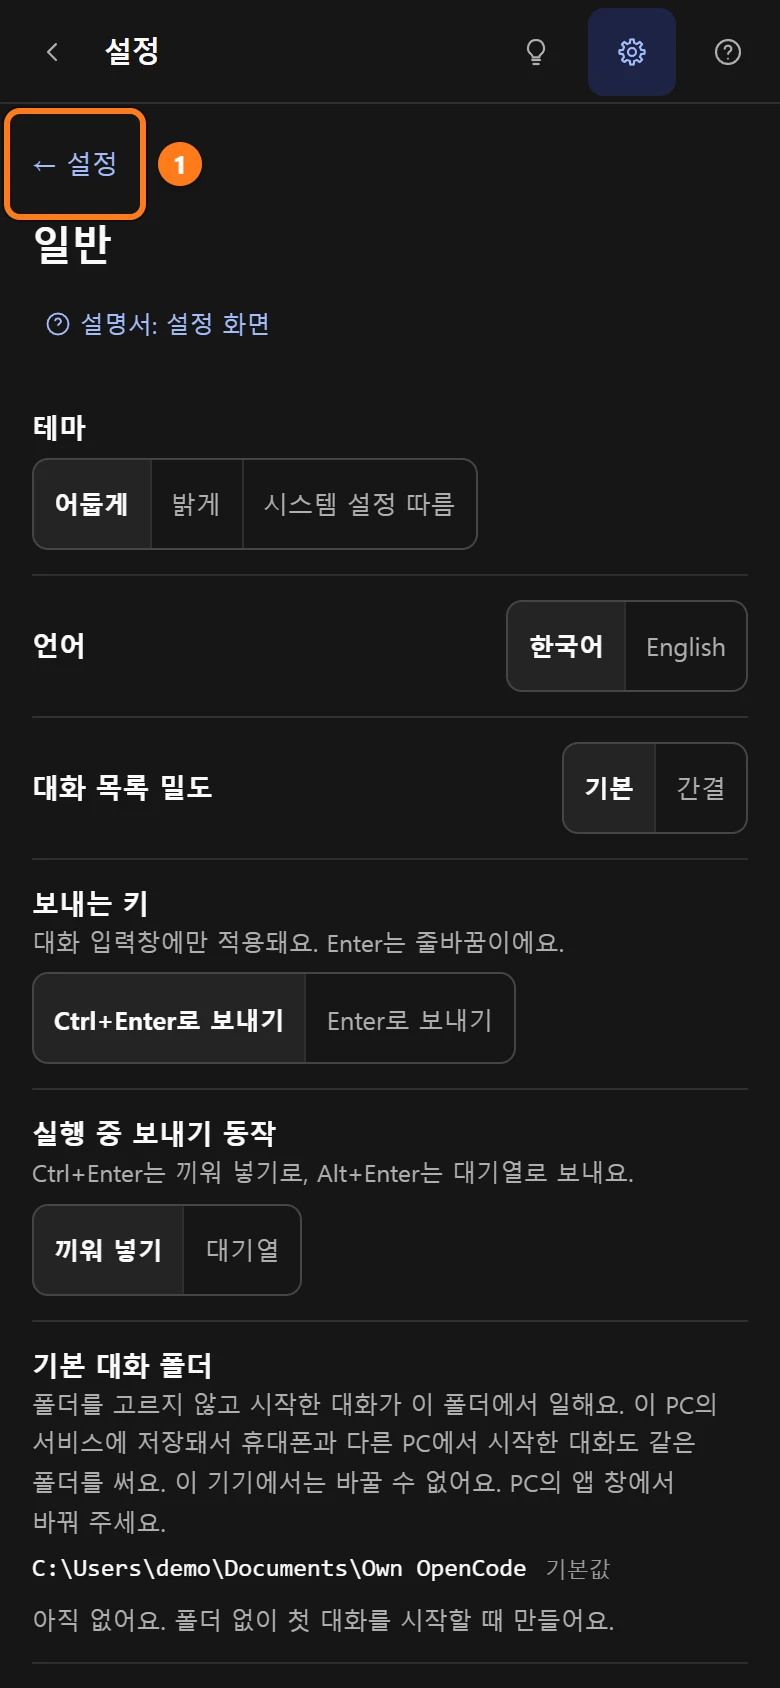 설정
← 설정
1
일반
설명서: 설정 화면
테마
어둡게 밝게 시스템 설정 따름
언어
한국어 English
대화 목록 밀도
기본 간결
보내는 키
대화 입력창에만 적용돼요. Enter는 줄바꿈이에요.
Ctrl+Enter로 보내기 Enter로 보내기
실행 중 보내기 동작
Ctrl+Enter는 끼워 넣기로, Alt+Enter는 대기열로 보내요.
끼워 넣기 대기열
기본 대화 폴더
폴더를 고르지 않고 시작한 대화가 이 폴더에서 일해요. 이 PC의
서비스에 저장돼서 휴대폰과 다른 PC에서 시작한 대화도 같은
폴더를 써요. 이 기기에서는 바꿀 수 없어요. PC의 앱 창에서
바꿔 주세요.
C:\Users\demo\Documents\Own OpenCode 기본값
아직 없어요. 폴더 없이 첫 대화를 시작할 때 만들어요.